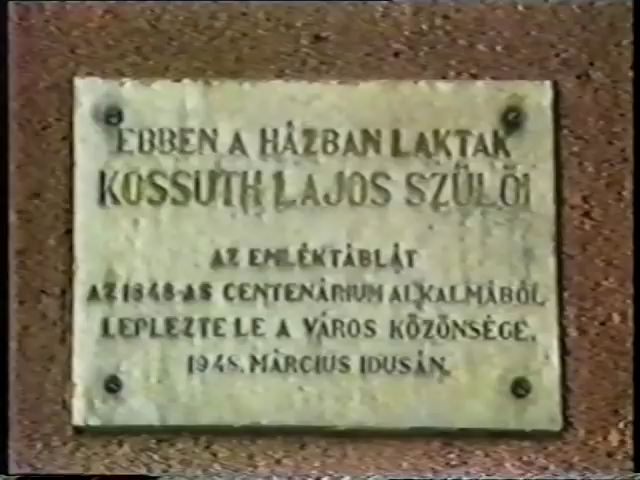 EBBEN A HÁZBAN LAKTAK
KOSSUTH LAJOS SZÜLŐI
AZ EMLÉKTÁBLÁT
AZ 1848-AS CENTENÁRIUM ALKALMÁBÓL
LEPLEZTE LE A VÁROS KÖZÖNSÉGE.
1948. MÁRCIUS IDUSÁN.